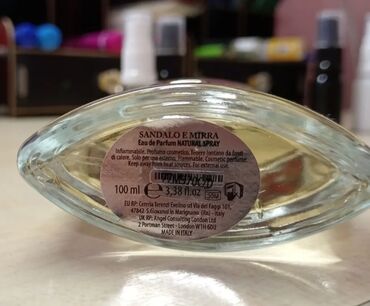 SANDALO E MIRRA
Eau de Parfum NATURAL SPRAY
Infiammabile. Profumo cosmetico. Tenere lontano da fonti
di calore. Solo per uso esterno. Flammable. Cosmetic perfume.
Keep away from heat sources. For external use
100 ml 3,38 fl.oz
EU RP: Cereria Terenzi Evelino srl Via del Faggi 101,
47842- S.Giovanni in Marignano (Rn) - Italy
UK RP: Angel Consulting London Ltd
2 Portman Street - London W1H 6DU
MADE IN ITALY